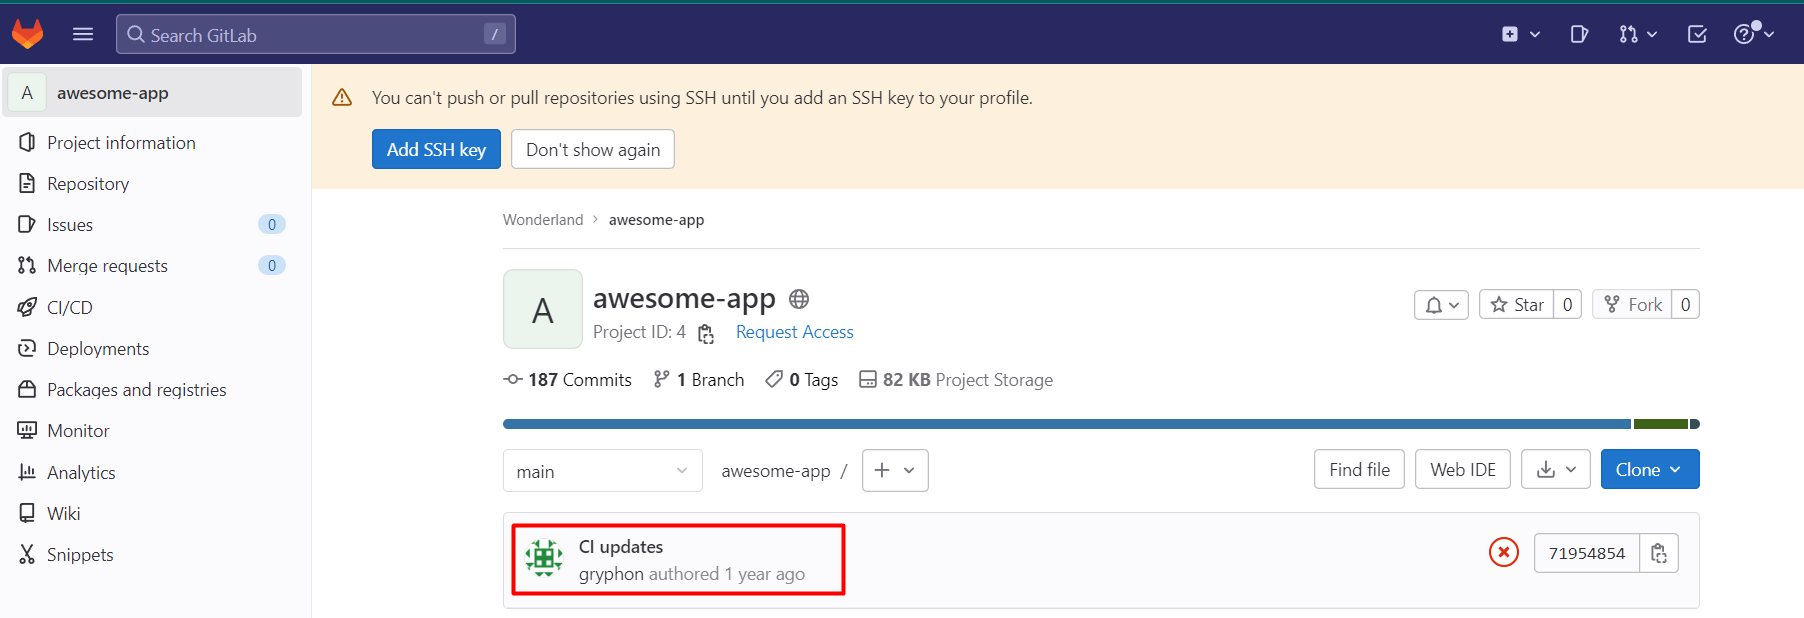 Search GitLab /
A awesome-app
Project information
Repository
Issues 0
Merge requests 0
CI/CD
Deployments
Packages and registries
Monitor
Analytics
Wiki
Snippets
You can't push or pull repositories using SSH until you add an SSH key to your profile.
Add SSH key Don't show again
Wonderland › awesome-app
A
awesome-app
Project ID: 4 Request Access
Star 0 Fork 0
187 Commits 1 Branch 0 Tags 82 KB Project Storage
main awesome-app / + Find file Web IDE Clone
CI updates
gryphon authored 1 year ago
71954854